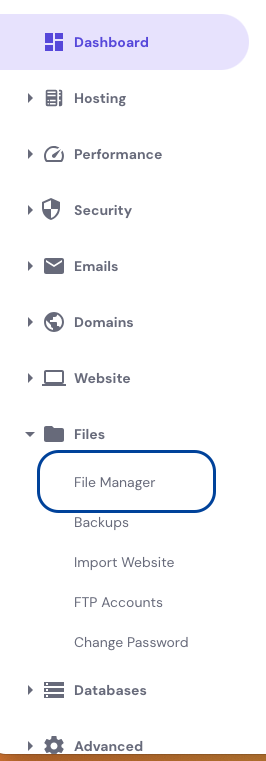 Dashboard
Hosting
Performance
Security
Emails
Domains
Website
Files
File Manager
Backups
Import Website
FTP Accounts
Change Password
Databases
Advanced